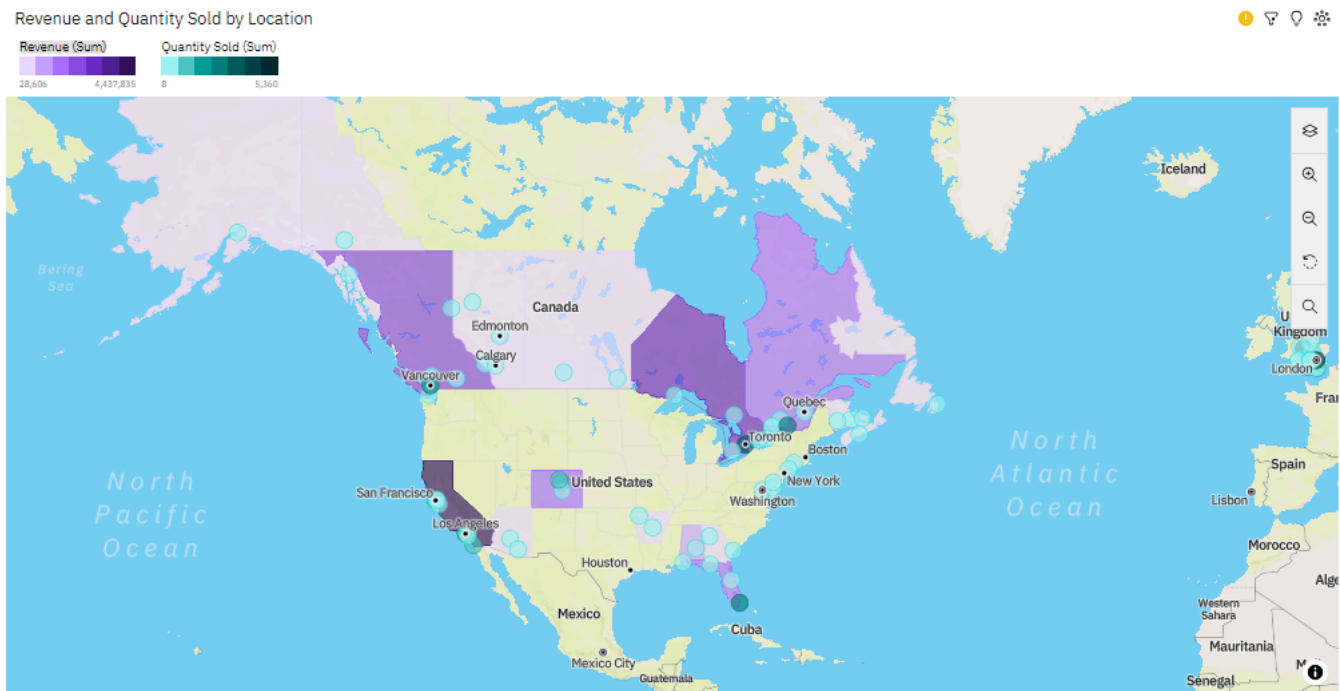 Revenue and Quantity Sold by Location
Revenue (Sum)
Quantity Sold (Sum)
28,606
4,437,835
8
5,360
Iceland
Bering
Sea
Canada
Edmonton
Calgary
Vancouver
U
Kingdom
London
Quebec
Toronto
Boston
New York
Washington
United States
San Francisco
Los Angeles
Houston
North
Pacific
Ocean
North
Atlantic
Ocean
Fran
Spain
Lisbon
Morocco
Alge
Western
Sahara
Mauritania
Mexico
Cuba
Mexico City
Guatemala
Senegal
M